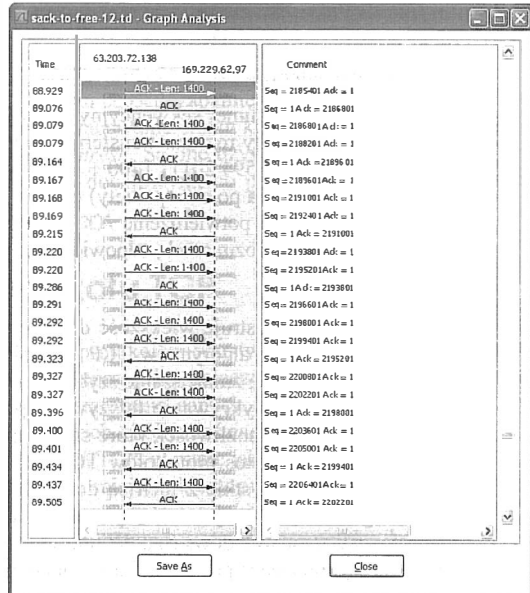 sack-to-free-12.td - Graph Analysis
Time 63.203.72.138 169.229.62.97 Comment
88.929 ACK - Len: 1400 Seq = 2185401 Ack = 1
89.076 ACK Seq = 1 Ack = 2186801
89.079 ACK - Len: 1400 Seq = 2186801 Ack = 1
89.079 ACK - Len: 1400 Seq = 2188201 Ack = 1
89.164 ACK Seq = 1 Ack = 2189601
89.167 ACK - Len: 1400 Seq = 2189601 Ack = 1
89.168 ACK - Len: 1400 Seq = 2191001 Ack = 1
89.169 ACK - Len: 1400 Seq = 2192401 Ack = 1
89.215 ACK Seq = 1 Ack = 2191001
89.220 ACK - Len: 1400 Seq = 2193801 Ack = 1
89.220 ACK - Len: 1400 Seq = 2195201 Ack = 1
89.286 ACK Seq = 1 Ack = 2193801
89.291 ACK - Len: 1400 Seq = 2196601 Ack = 1
89.292 ACK - Len: 1400 Seq = 2198001 Ack = 1
89.292 ACK - Len: 1400 Seq = 2199401 Ack = 1
89.323 ACK Seq = 1 Ack = 2195201
89.327 ACK - Len: 1400 Seq = 2200801 Ack = 1
89.327 ACK - Len: 1400 Seq = 2202201 Ack = 1
89.396 ACK Seq = 1 Ack = 2198001
89.400 ACK - Len: 1400 Seq = 2203601 Ack = 1
89.401 ACK - Len: 1400 Seq = 2205001 Ack = 1
89.434 ACK Seq = 1 Ack = 2199401
89.437 ACK - Len: 1400 Seq = 2206401 Ack = 1
89.505 ACK Seq = 1 Ack = 2202201
Save As Close